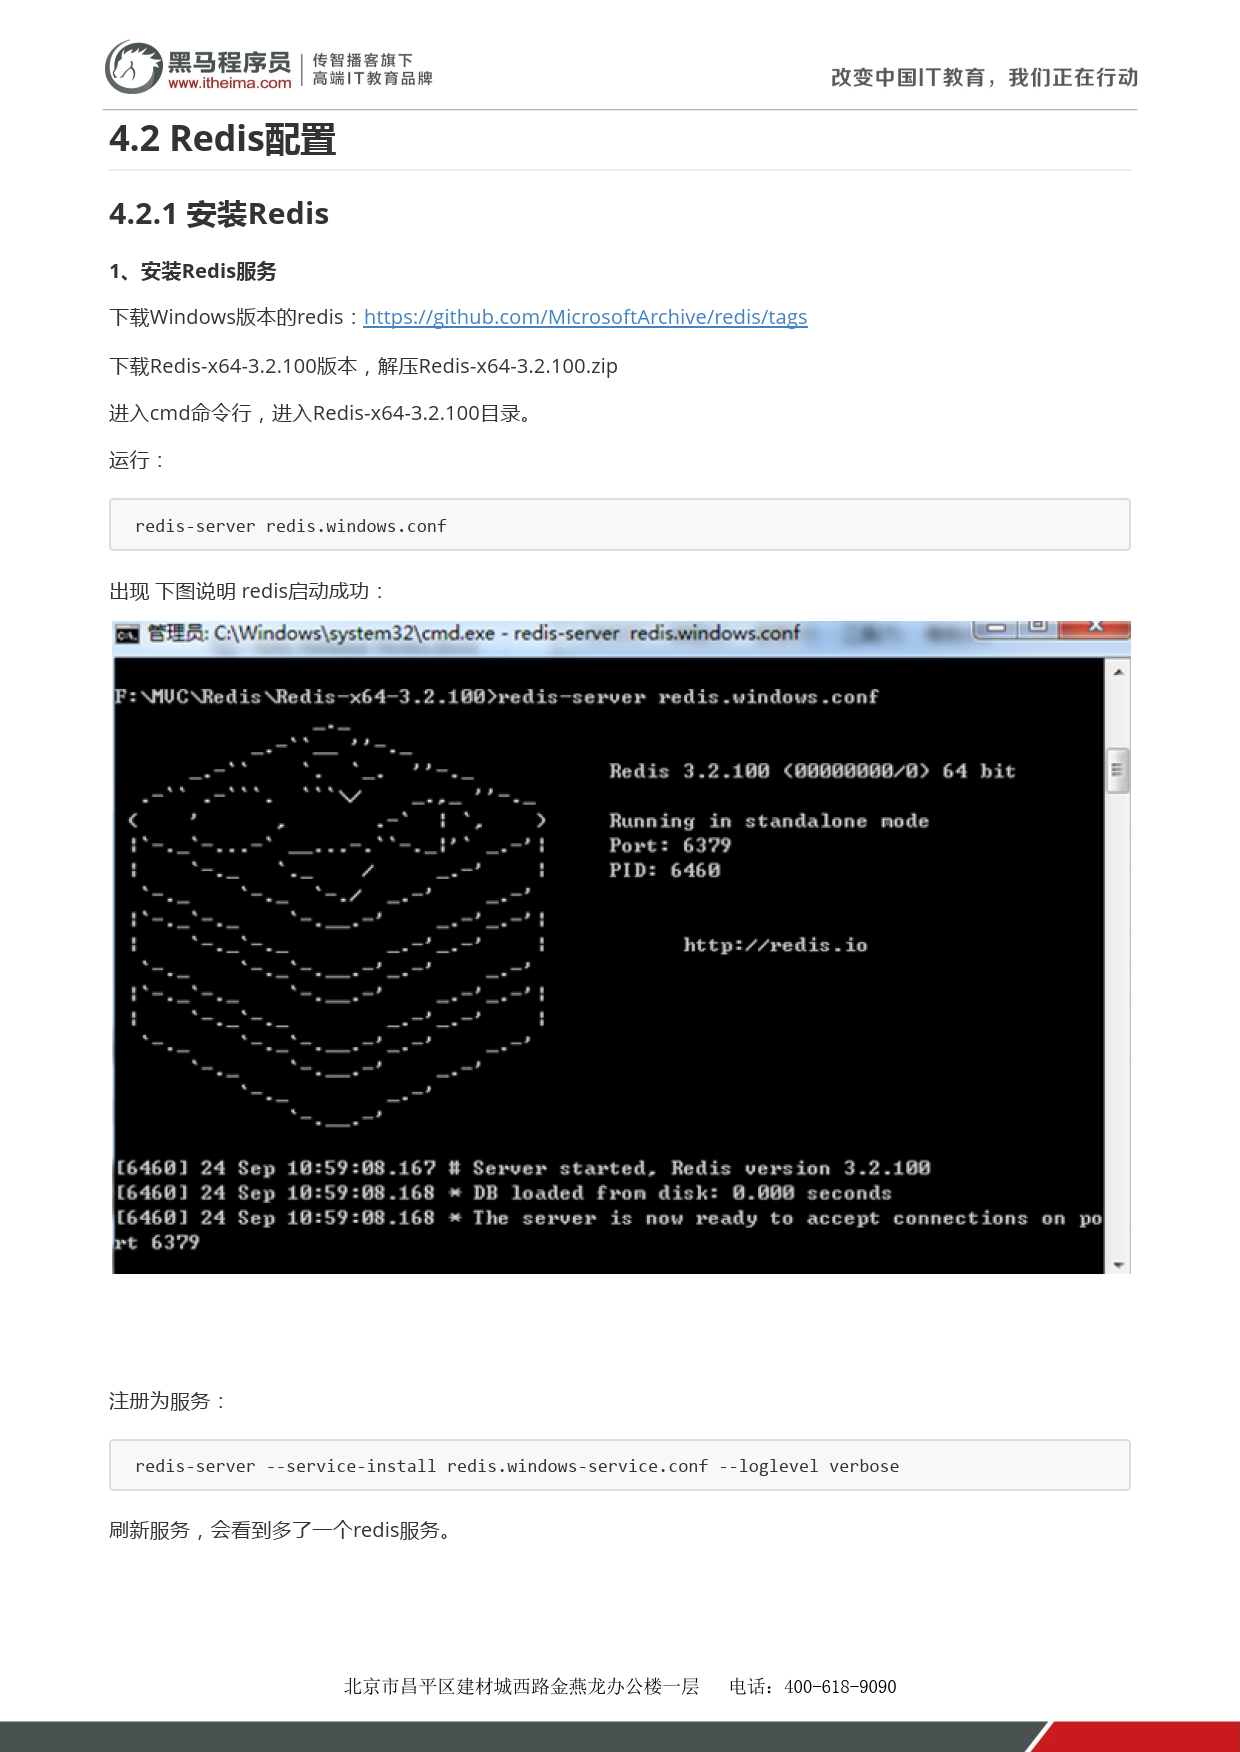 黑马程序员
www.itheima.com
传智播客旗下
高端IT教育品牌
改变中国IT教育，我们正在行动
4.2 Redis配置
4.2.1 安装Redis
1、安装Redis服务
下载Windows版本的redis：https://github.com/MicrosoftArchive/redis/tags
下载Redis-x64-3.2.100版本，解压Redis-x64-3.2.100.zip
进入cmd命令行，进入Redis-x64-3.2.100目录。
运行：
redis-server redis.windows.conf
出现 下图说明 redis启动成功：
管理员: C:\Windows\system32\cmd.exe - redis-server  redis.windows.conf
F:\MVC\Redis\Redis-x64-3.2.100>redis-server redis.windows.conf
Redis 3.2.100 (00000000/0) 64 bit
Running in standalone mode
Port: 6379
PID: 6460
http://redis.io
[6460] 24 Sep 10:59:08.167 # Server started, Redis version 3.2.100
[6460] 24 Sep 10:59:08.168 * DB loaded from disk: 0.000 seconds
[6460] 24 Sep 10:59:08.168 * The server is now ready to accept connections on po
rt 6379
注册为服务：
redis-server --service-install redis.windows-service.conf --loglevel verbose
刷新服务，会看到多了一个redis服务。
北京市昌平区建材城西路金燕龙办公楼一层   电话：400-618-9090